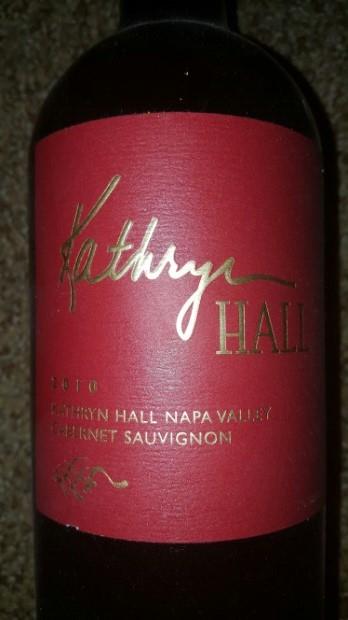 Kathryn
HALL
2010
KATHRYN HALL NAPA VALLEY
CABERNET SAUVIGNON